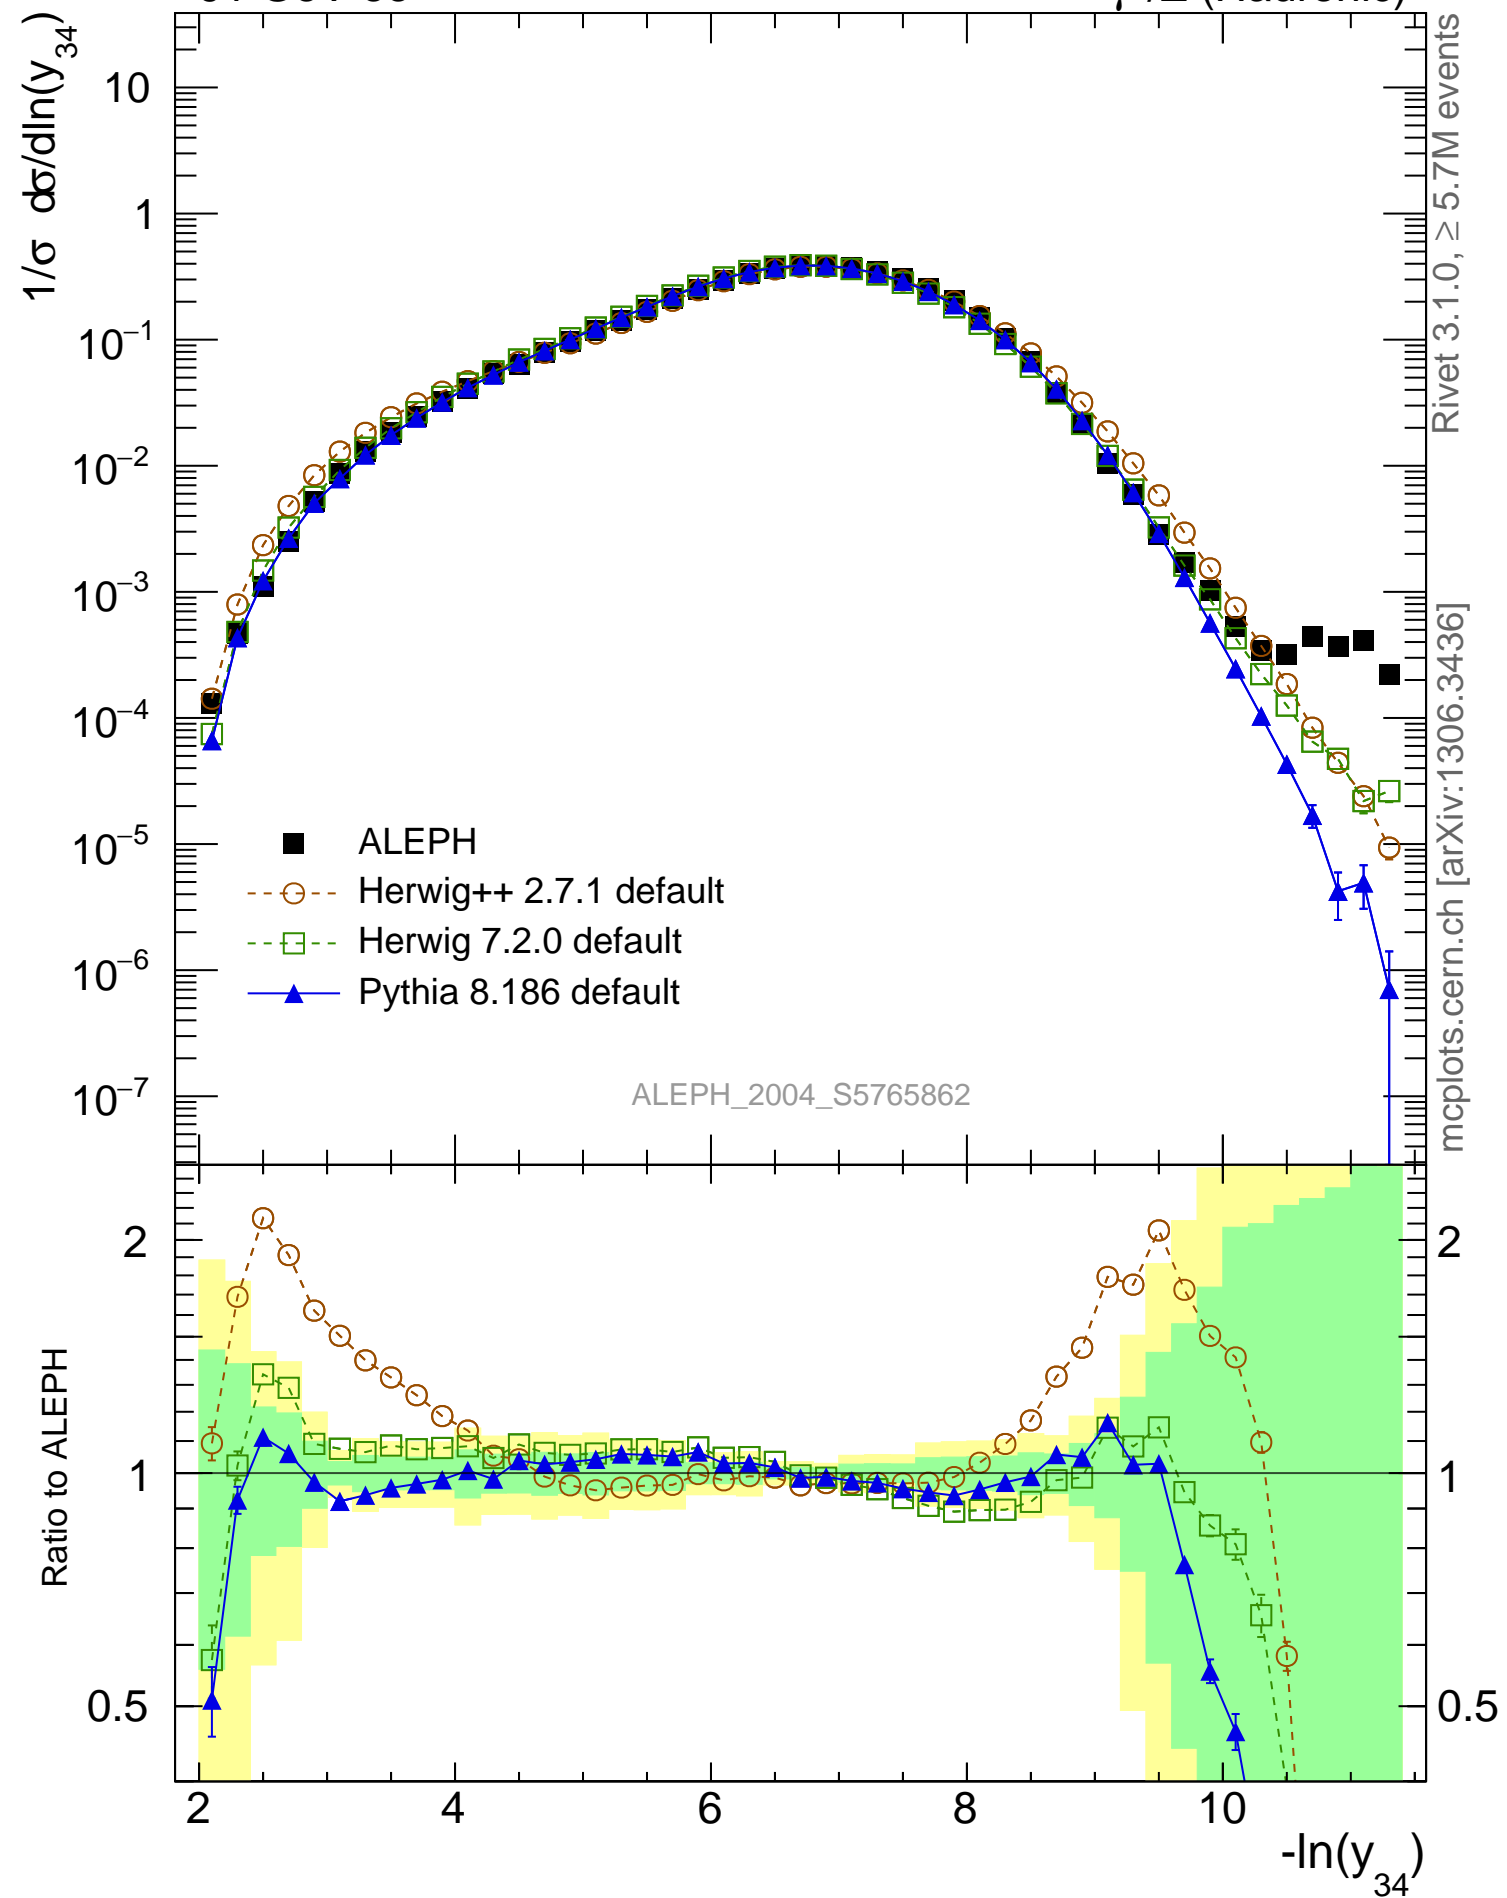 1/σ dσ/dln(y34)
10
1
10−1
10−2
10−3
10−4
10−5
10−6
10−7
ALEPH
Herwig++ 2.7.1 default
Herwig 7.2.0 default
Pythia 8.186 default
ALEPH_2004_S5765862
Rivet 3.1.0, ≥ 5.7M events
mcplots.cern.ch [arXiv:1306.3436]
Ratio to ALEPH
2
1
0.5
2
1
0.5
2 4 6 8 10
-ln(y34)